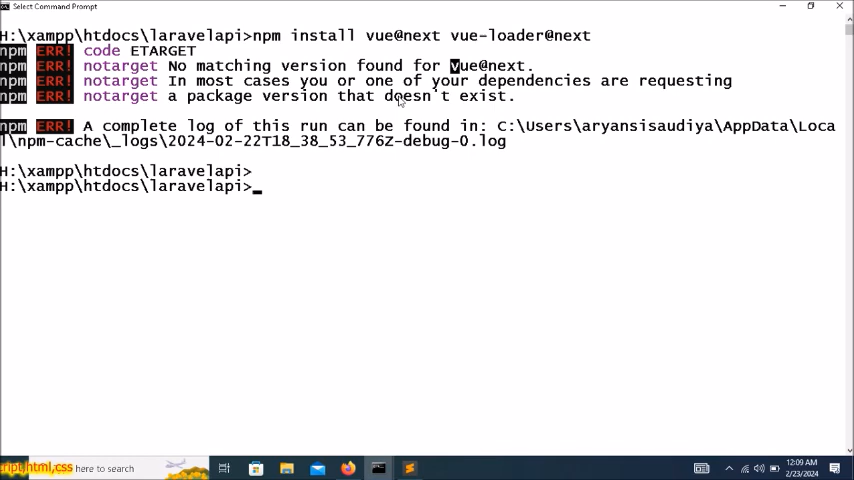 Select Command Prompt
H:\xampp\htdocs\laravelapi>npm install vue@next vue-loader@next
npm ERR! code ETARGET
npm ERR! notarget No matching version found for vue@next.
npm ERR! notarget In most cases you or one of your dependencies are requesting
npm ERR! notarget a package version that doesn't exist.
npm ERR! A complete log of this run can be found in: C:\Users\aryansisaudiya\AppData\Loca
l\npm-cache\_logs\2024-02-22T18_38_53_776Z-debug-0.log
H:\xampp\htdocs\laravelapi>
H:\xampp\htdocs\laravelapi>
ript,html,css here to search
12:09 AM
2/23/2024